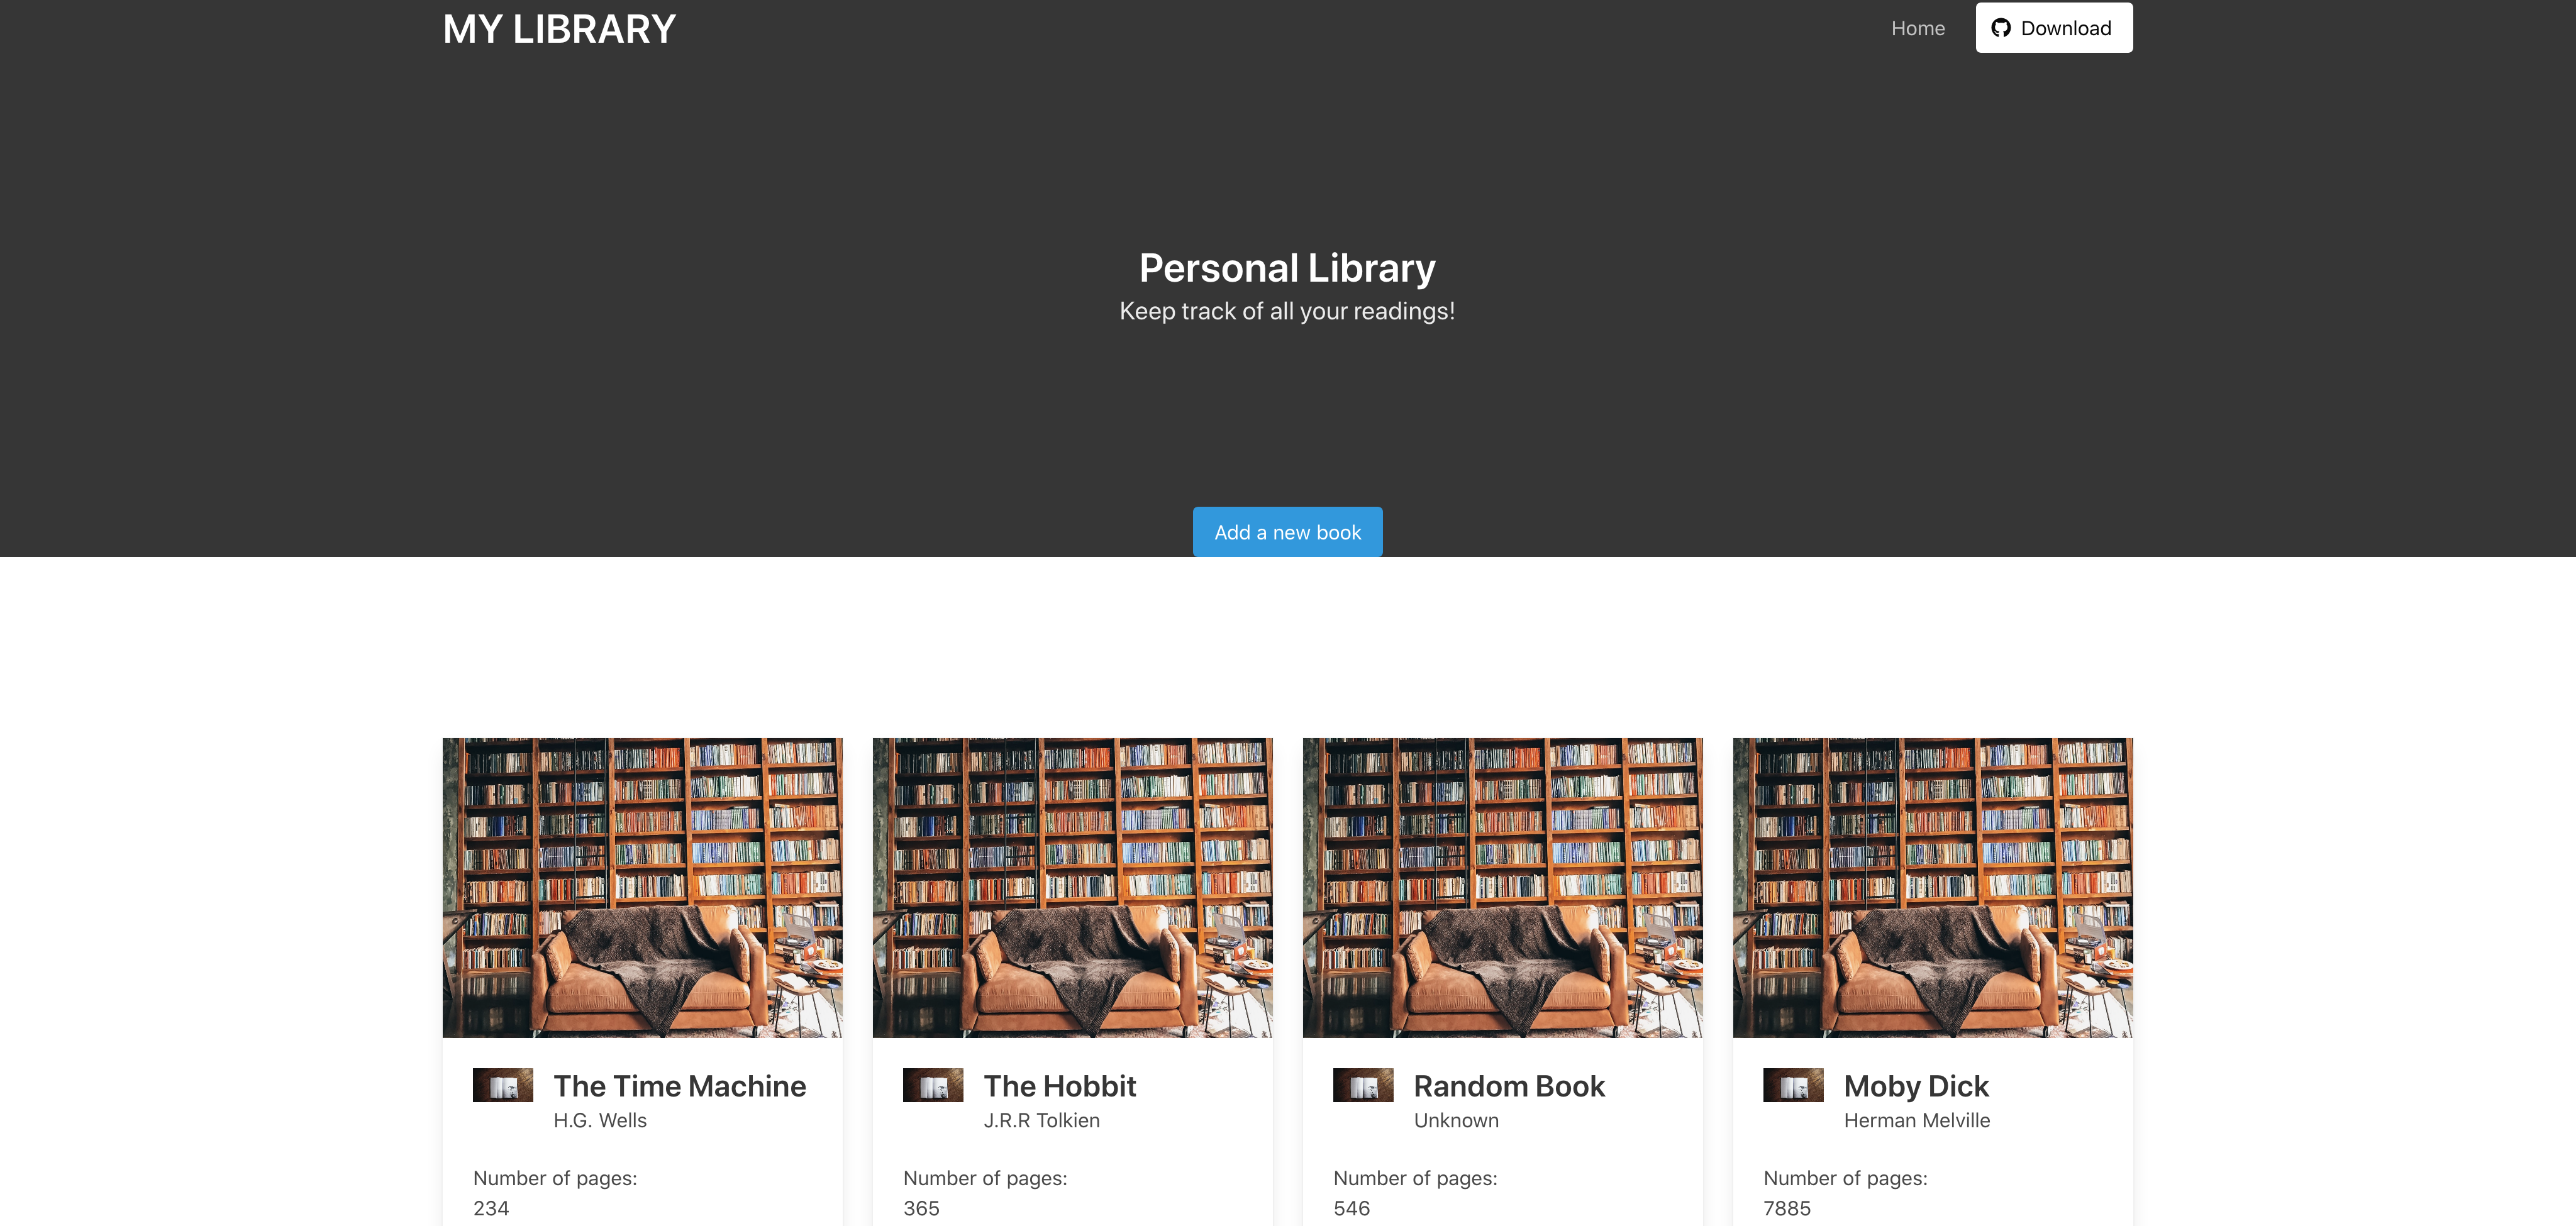 MY LIBRARY
Home
Download
Personal Library
Keep track of all your readings!
Add a new book
The Time Machine
H.G. Wells
Number of pages:
234
The Hobbit
J.R.R Tolkien
Number of pages:
365
Random Book
Unknown
Number of pages:
546
Moby Dick
Herman Melville
Number of pages:
7885